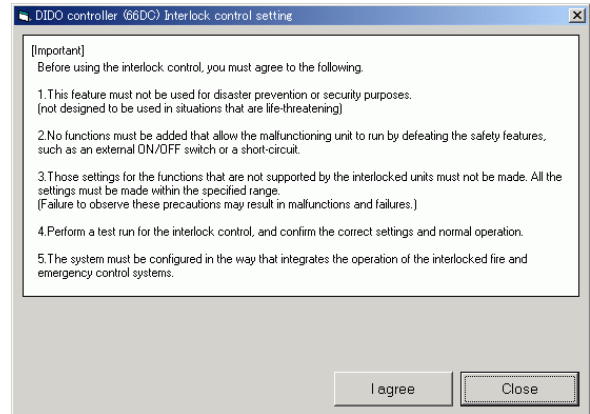 DIDO controller (66DC) Interlock control setting
[Important]
Before using the interlock control, you must agree to the following.
1.This feature must not be used for disaster prevention or security purposes.
(not designed to be used in situations that are life-threatening)
2.No functions must be added that allow the malfunctioning unit to run by defeating the safety features,
such as an external ON/OFF switch or a short-circuit.
3.Those settings for the functions that are not supported by the interlocked units must not be made. All the
settings must be made within the specified range.
(Failure to observe these precautions may result in malfunctions and failures.)
4.Perform a test run for the interlock control, and confirm the correct settings and normal operation.
5.The system must be configured in the way that integrates the operation of the interlocked fire and
emergency control systems.
I agree
Close